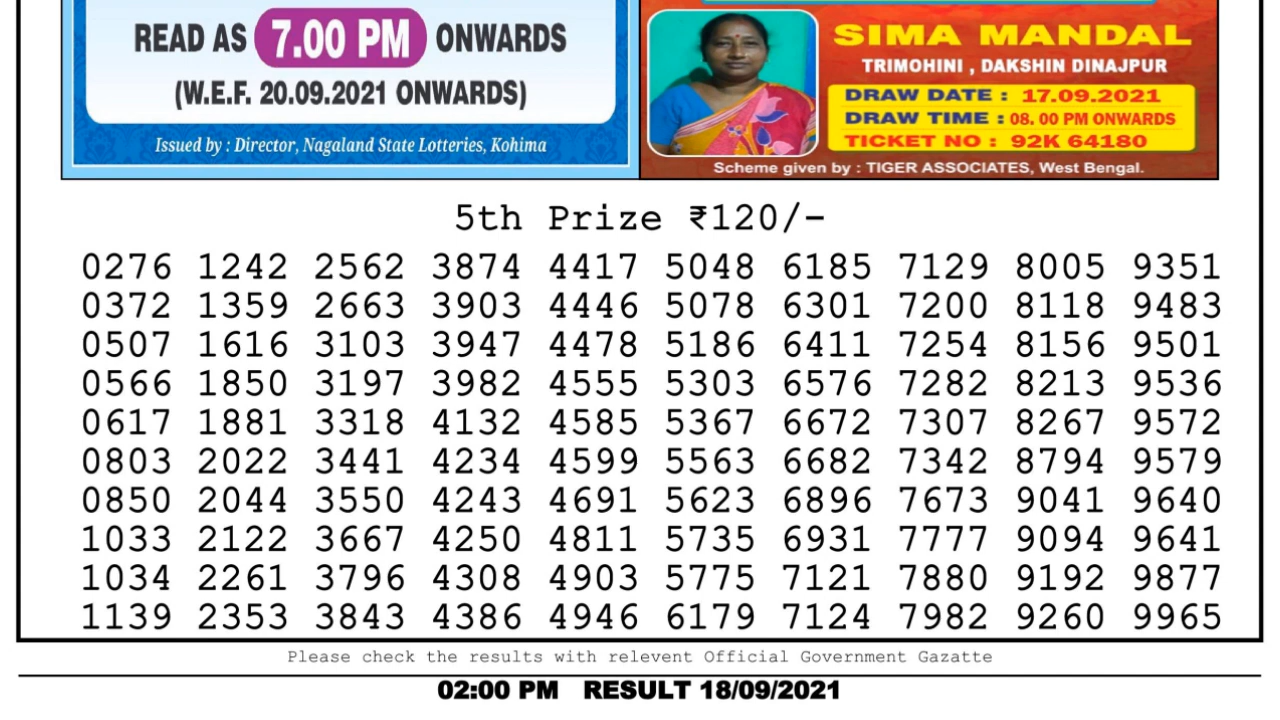 READ AS 7.00 PM ONWARDS
(W.E.F. 20.09.2021 ONWARDS)
Issued by : Director, Nagaland State Lotteries, Kohima
SIMA MANDAL
TRIMOHINI , DAKSHIN DINAJPUR
DRAW DATE : 17.09.2021
DRAW TIME : 08. 00 PM ONWARDS
TICKET NO : 92K 64180
Scheme given by : TIGER ASSOCIATES, West Bengal.
5th Prize ₹120/-
0276 1242 2562 3874 4417 5048 6185 7129 8005 9351
0372 1359 2663 3903 4446 5078 6301 7200 8118 9483
0507 1616 3103 3947 4478 5186 6411 7254 8156 9501
0566 1850 3197 3982 4555 5303 6576 7282 8213 9536
0617 1881 3318 4132 4585 5367 6672 7307 8267 9572
0803 2022 3441 4234 4599 5563 6682 7342 8794 9579
0850 2044 3550 4243 4691 5623 6896 7673 9041 9640
1033 2122 3667 4250 4811 5735 6931 7777 9094 9641
1034 2261 3796 4308 4903 5775 7121 7880 9192 9877
1139 2353 3843 4386 4946 6179 7124 7982 9260 9965
Please check the results with relevent Official Government Gazatte
02:00 PM RESULT 18/09/2021